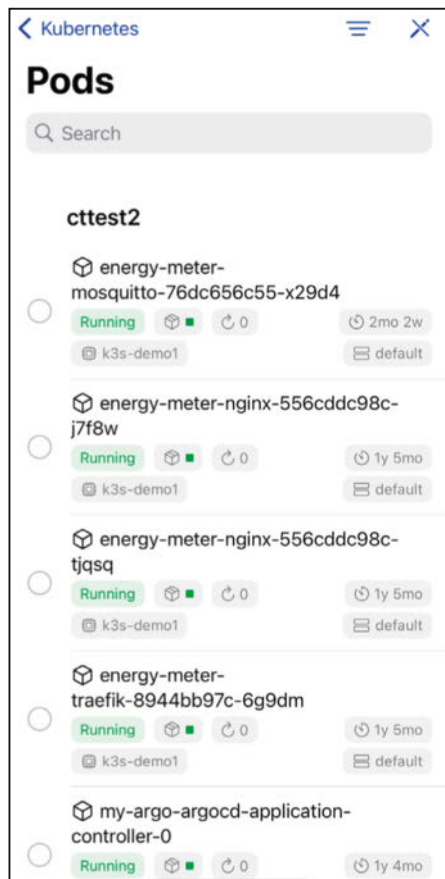 Kubernetes
Pods
Search
cttest2
energy-meter-
mosquitto-76dc656c55-x29d4
Running 0 2mo 2w
k3s-demo1 default
energy-meter-nginx-556cddc98c-
j7f8w
Running 0 1y 5mo
k3s-demo1 default
energy-meter-nginx-556cddc98c-
tjqsq
Running 0 1y 5mo
k3s-demo1 default
energy-meter-
traefik-8944bb97c-6g9dm
Running 0 1y 5mo
k3s-demo1 default
my-argo-argocd-application-
controller-0
Running 0 1y 4mo